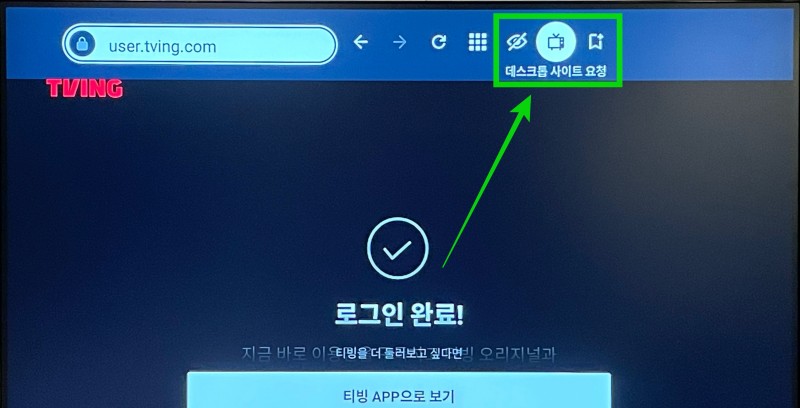 user.tving.com
데스크톱 사이트 요청
TVING
로그인 완료!
지금 바로 이용
티빙을 더 둘러보고 싶다면
빙 오리지널과
티빙 APP으로 보기